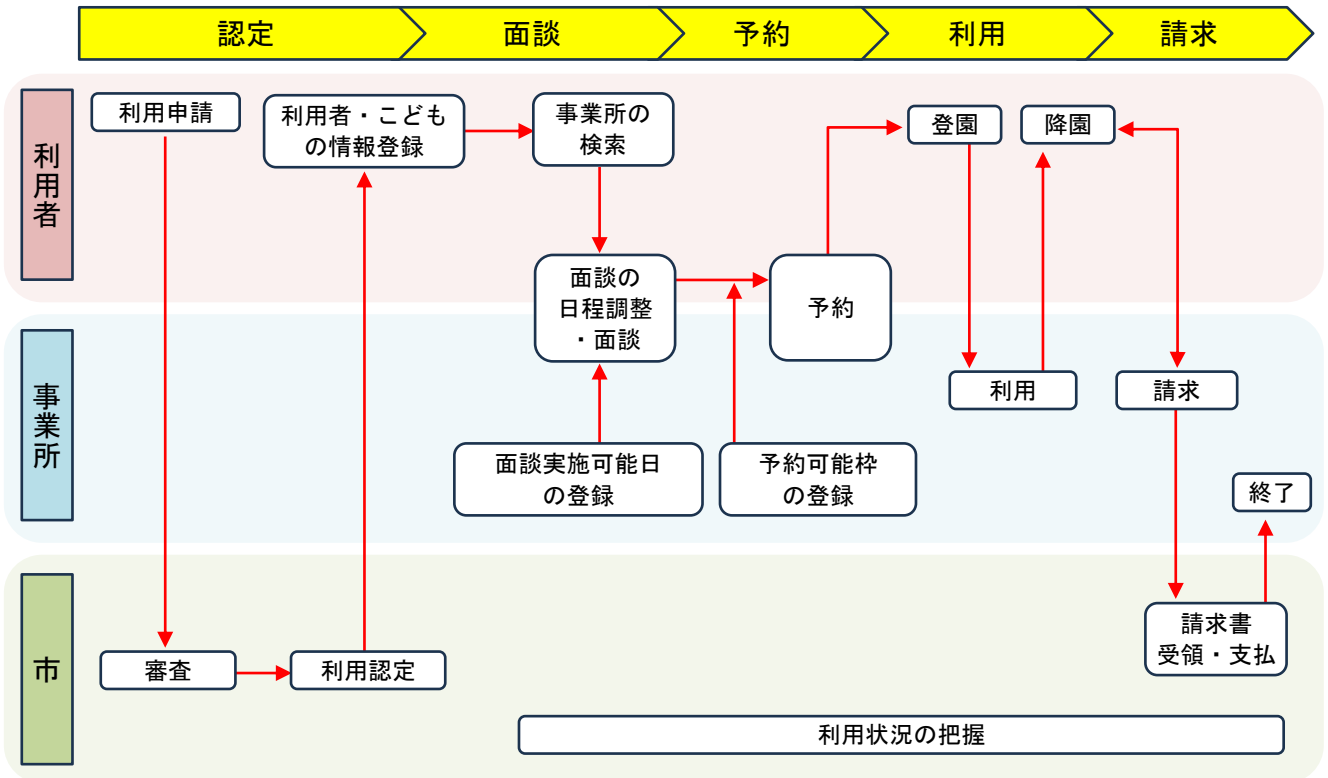 認定
面談
予約
利用
請求
利用者
利用申請
利用者・こども
の情報登録
事業所の
検索
登園
降園
面談の
日程調整
・面談
予約
事業所
利用
請求
面談実施可能日
の登録
予約可能枠
の登録
終了
市
審査
利用認定
請求書
受領・支払
利用状況の把握